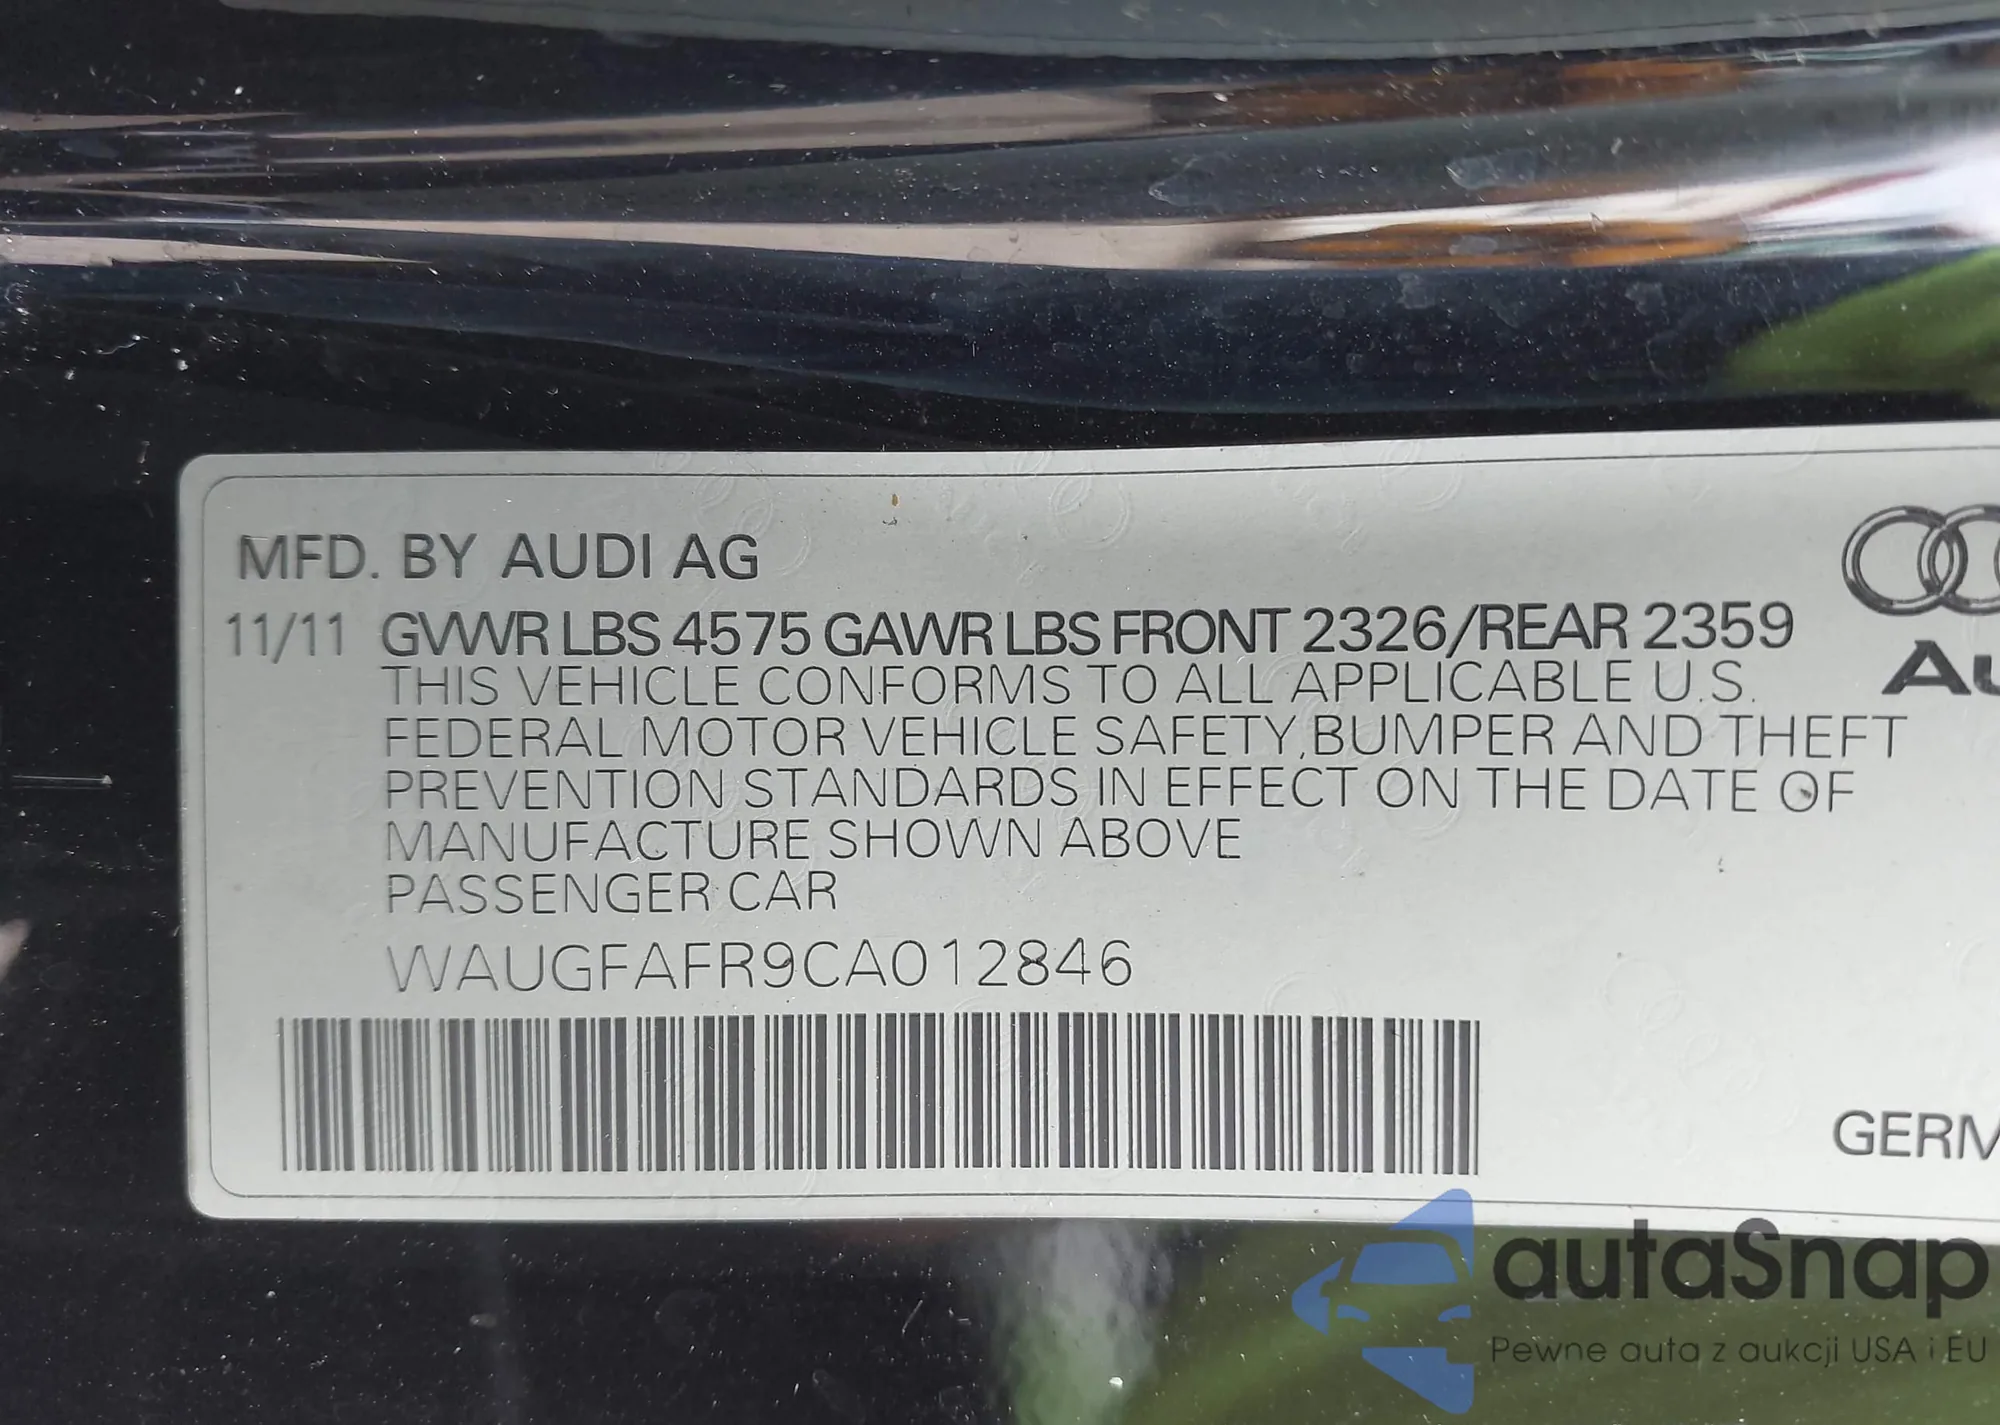 MFD. BY AUDI AG
11/11 GVWR LBS 4575 GAWR LBS FRONT 2326/REAR 2359
THIS VEHICLE CONFORMS TO ALL APPLICABLE U.S.
FEDERAL MOTOR VEHICLE SAFETY,BUMPER AND THEFT
PREVENTION STANDARDS IN EFFECT ON THE DATE OF
MANUFACTURE SHOWN ABOVE
PASSENGER CAR
WAUGFAFR9CA012846
autaSnap
Pewne auta z aukcji USA i EU